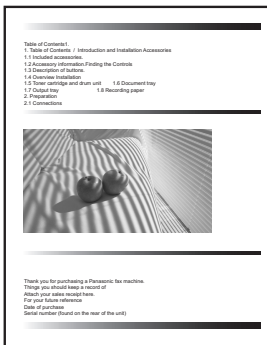 Table of Contents1.
1. Table of Contents / Introduction and Installation Accessories
1.1 Included accessories.
1.2 Accessory information.Finding the Controls
1.3 Description of buttons.
1.4 Overview Installation
1.5 Toner cartridge and drum unit 1.6 Document tray
1.7 Output tray 1.8 Recording paper
2. Preparation
2.1 Connections
Thank you for purchasing a Panasonic fax machine.
Things you should keep a record of
Attach your sales receipt here.
For your future reference
Date of purchase
Serial number (found on the rear of the unit)